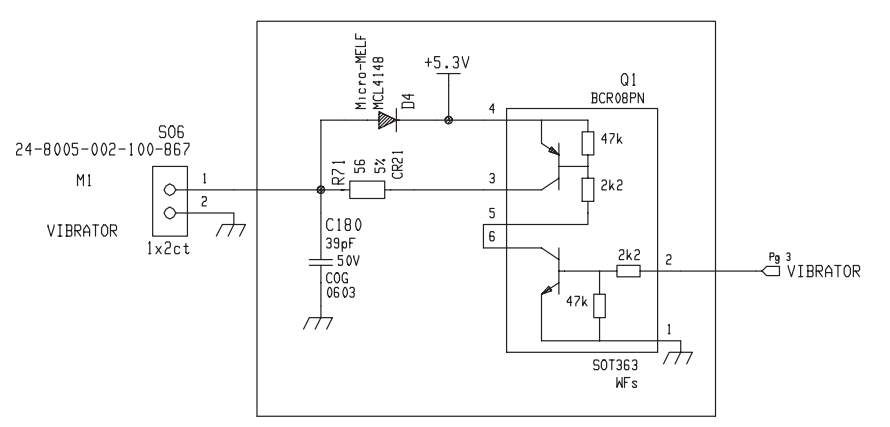 +5.3V
Micro-MELF
MCL4148
D4
Q1
BCR08PN
4
47k
SO6
24-8005-002-100-867
M1
1
2
VIBRATOR
1x2ct
R71
56
5%
CR21
3
2k2
5
6
C180
39pF
50V
COG
0603
2k2
2
47k
1
Pg 3
VIBRATOR
SOT363
WFs